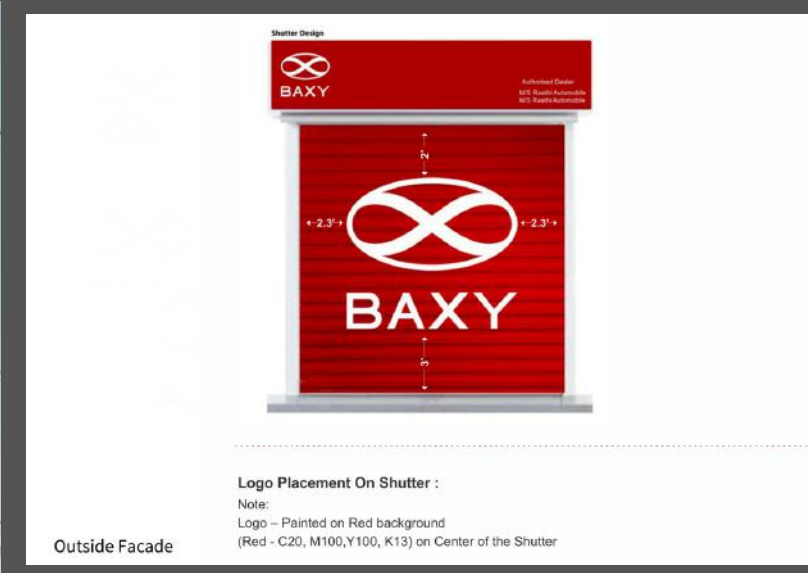 Shutter Design
BAXY
Authorised Dealer
M/S Raathi Automobile
M/S Raathi Automobile
2'
2.3'
2.3'
BAXY
3'
Logo Placement On Shutter :
Note:
Logo – Painted on Red background
(Red - C20, M100,Y100, K13) on Center of the Shutter
Outside Facade